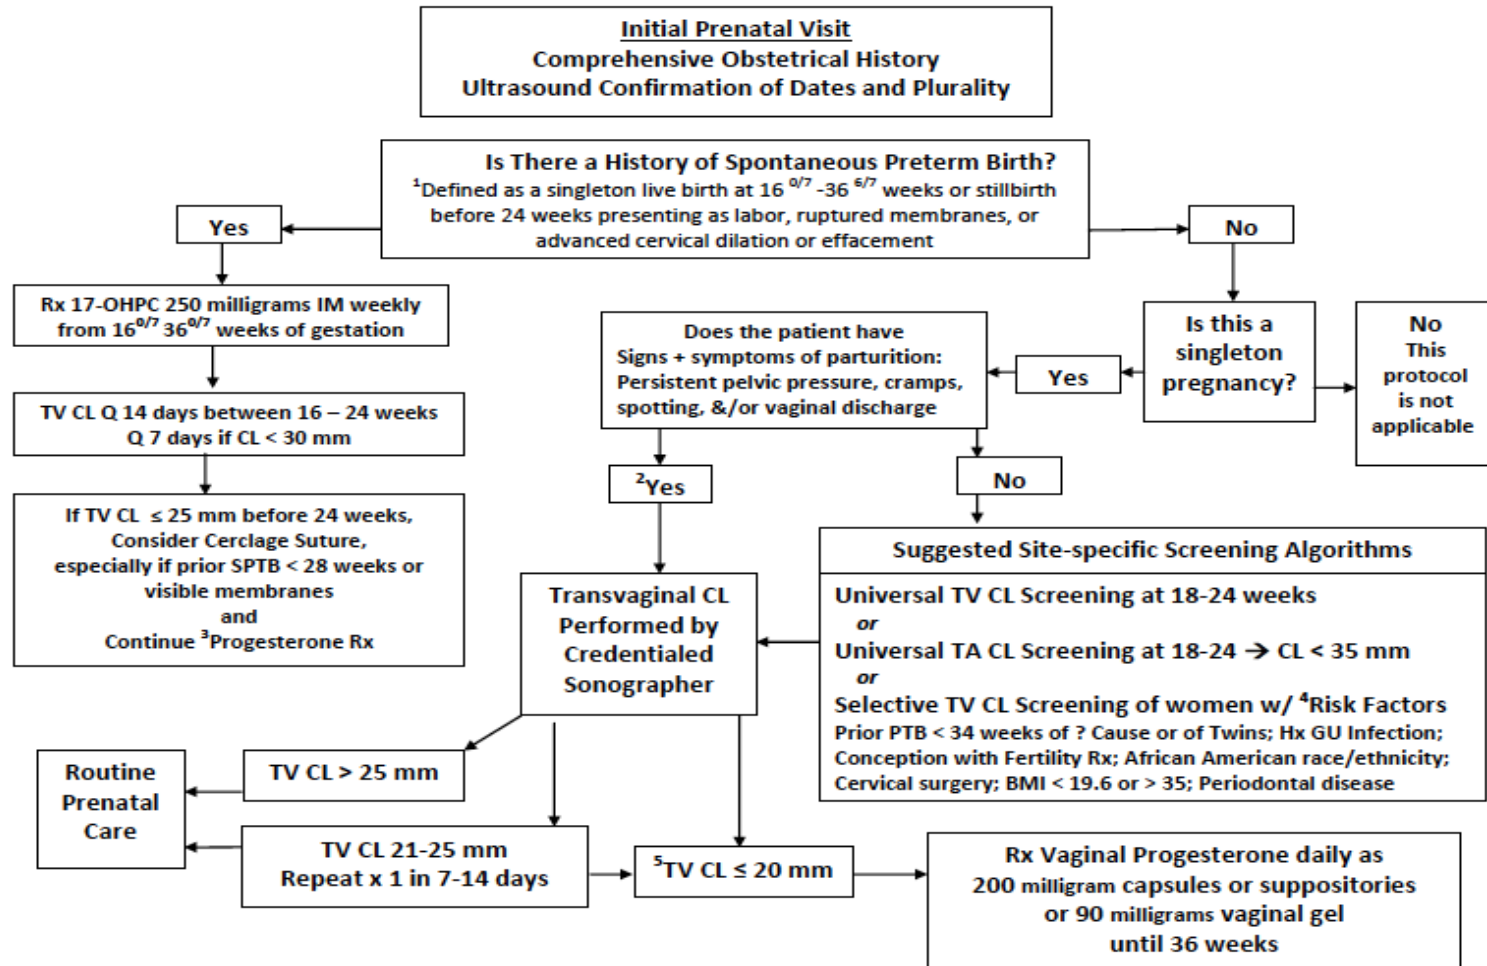 Initial Prenatal Visit
Comprehensive Obstetrical History
Ultrasound Confirmation of Dates and Plurality
Is There a History of Spontaneous Preterm Birth?
¹Defined as a singleton live birth at 16 0/7 -36 6/7 weeks or stillbirth
before 24 weeks presenting as labor, ruptured membranes, or
advanced cervical dilation or effacement
Yes
No
Rx 17-OHPC 250 milligrams IM weekly
from 16 0/7 36 0/7 weeks of gestation
TV CL Q 14 days between 16 – 24 weeks
Q 7 days if CL < 30 mm
If TV CL ≤ 25 mm before 24 weeks,
Consider Cerclage Suture,
especially if prior SPTB < 28 weeks or
visible membranes
and
Continue ³Progesterone Rx
Is this a
singleton
pregnancy?
No
This
protocol
is not
applicable
Yes
Does the patient have
Signs + symptoms of parturition:
Persistent pelvic pressure, cramps,
spotting, &/or vaginal discharge
²Yes
No
Suggested Site-specific Screening Algorithms
Universal TV CL Screening at 18-24 weeks
or
Universal TA CL Screening at 18-24 → CL < 35 mm
or
Selective TV CL Screening of women w/ ⁴Risk Factors
Prior PTB < 34 weeks of ? Cause or of Twins; Hx GU Infection;
Conception with Fertility Rx; African American race/ethnicity;
Cervical surgery; BMI < 19.6 or > 35; Periodontal disease
Transvaginal CL
Performed by
Credentialed
Sonographer
TV CL > 25 mm
Routine
Prenatal
Care
TV CL 21-25 mm
Repeat x 1 in 7-14 days
⁵TV CL ≤ 20 mm
Rx Vaginal Progesterone daily as
200 milligram capsules or suppositories
or 90 milligrams vaginal gel
until 36 weeks